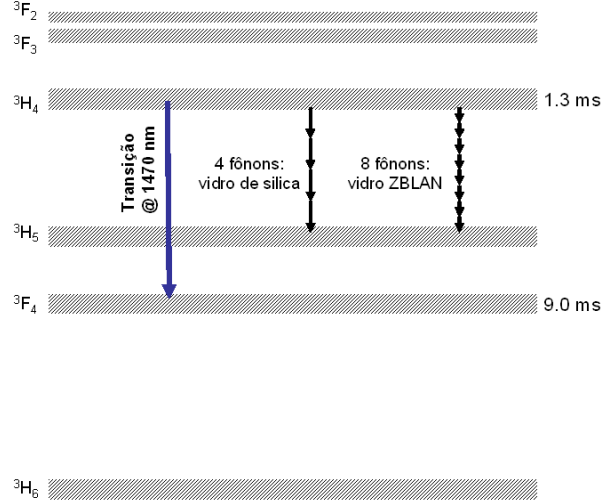 ³F₂
³F₃
³H₄
1.3 ms
Transição
@ 1470 nm
4 fônons:
vidro de silica
8 fônons:
vidro ZBLAN
³H₅
³F₄
9.0 ms
³H₆